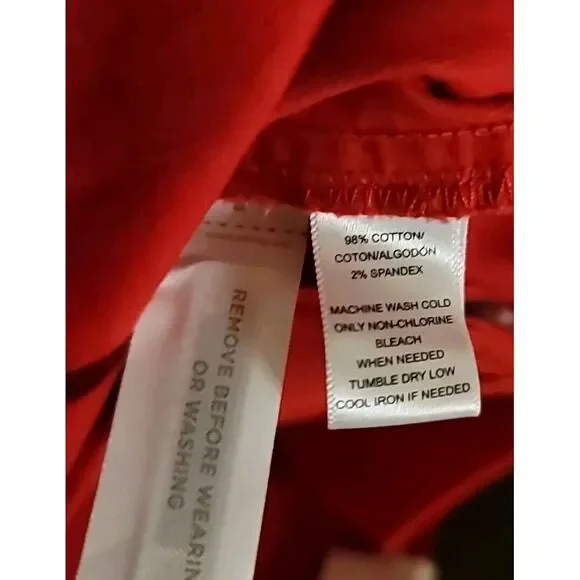 98% COTTON/
COTON/ALGODÓN
2% SPANDEX
MACHINE WASH COLD
ONLY NON-CHLORINE
BLEACH
WHEN NEEDED
TUMBLE DRY LOW
COOL IRON IF NEEDED
REMOVE BEFORE WEARING
OR WASHING